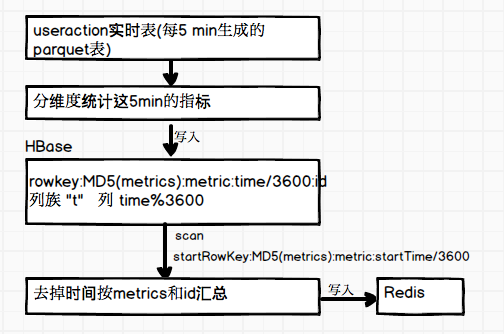 useraction实时表(每5 min生成的
parquet表)
分维度统计这5min的指标
写入
HBase
rowkey:MD5(metrics):metric:time/3600:id
列族 "t" 列 time%3600
scan
startRowKey:MD5(metrics):metric:startTime/3600
去掉时间按metrics和id汇总
写入
Redis